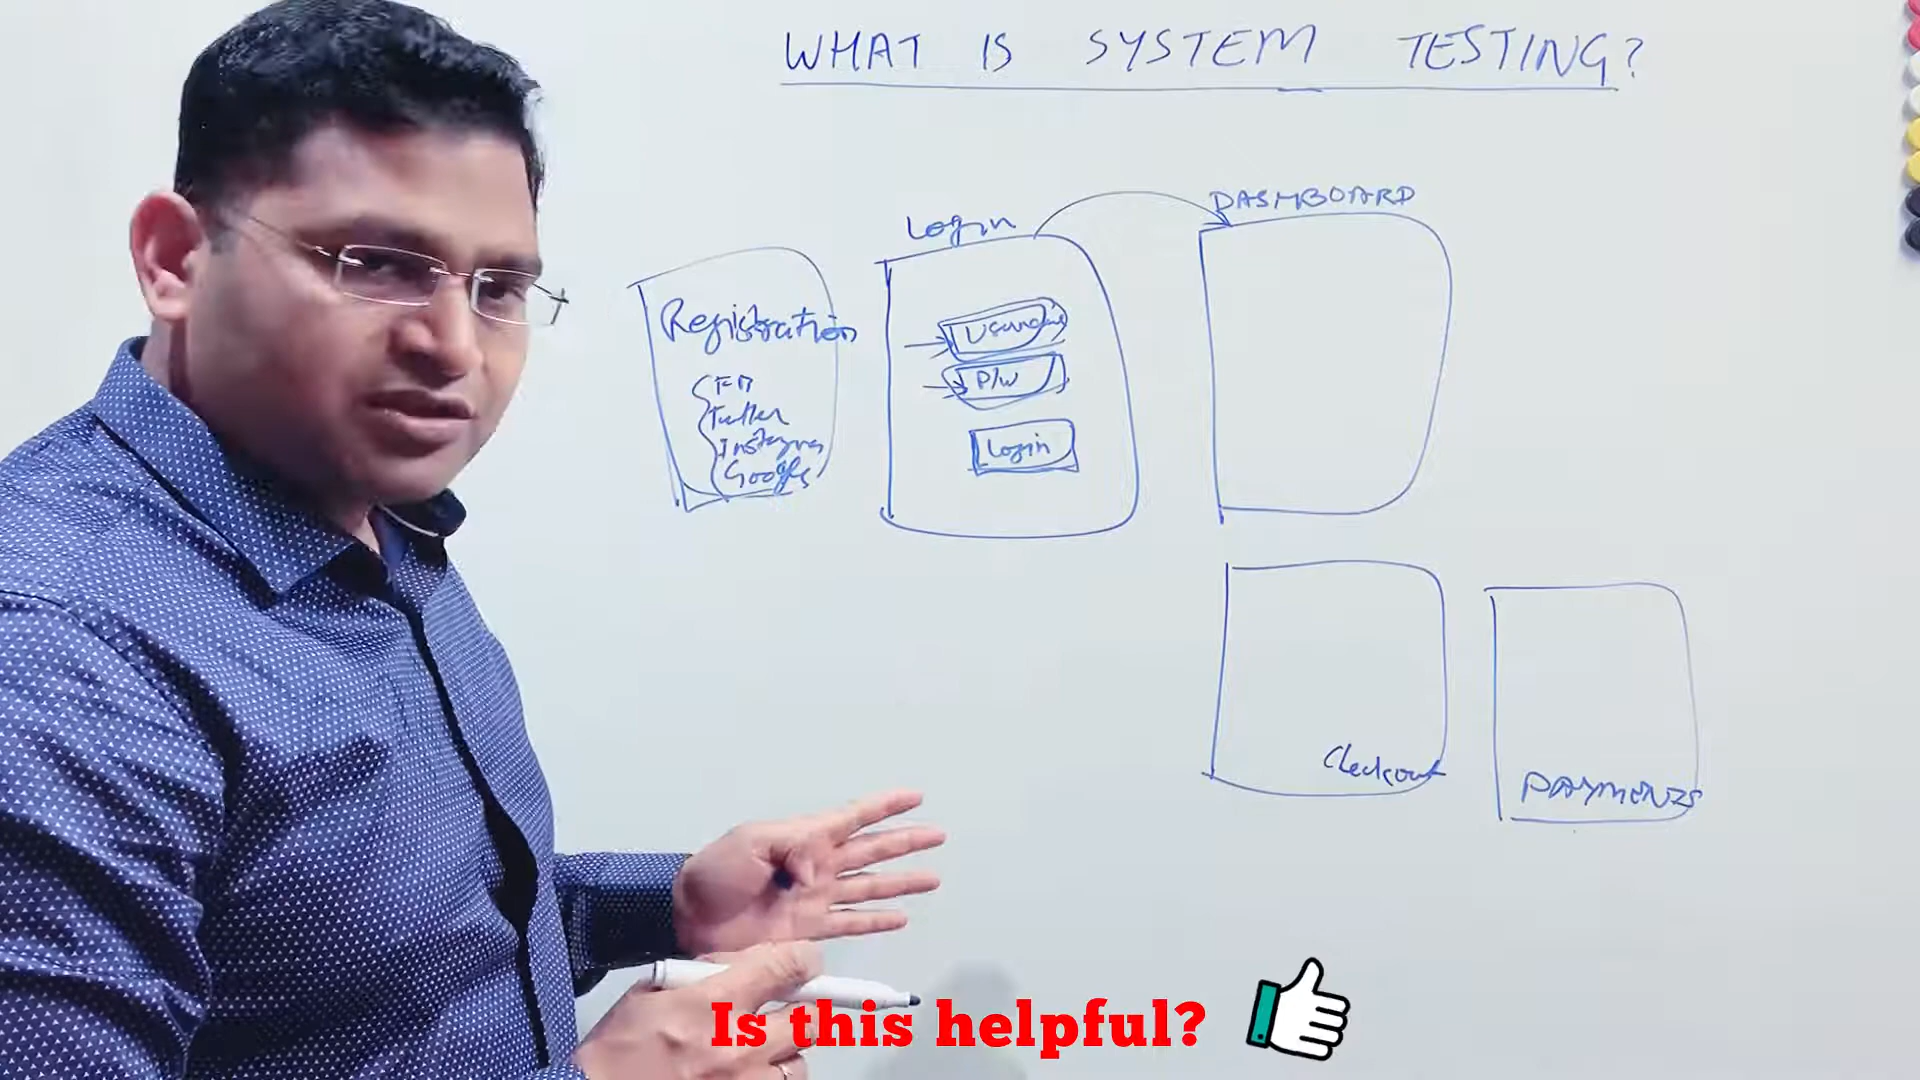 WHAT IS SYSTEM TESTING?
Registration
FB
Twitter
Instagram
Google
Login
Username
P/W
Login
DASHBOARD
Checkout
PAYMENTS
Is this helpful?